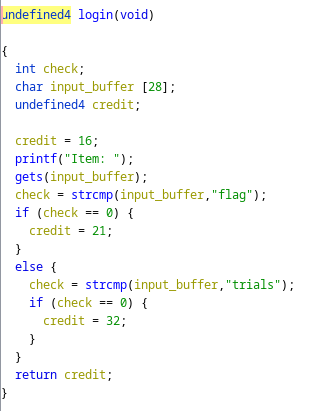 undefined4 login(void)
{
int check;
char input_buffer [28];
undefined4 credit;
credit = 16;
printf("Item: ");
gets(input_buffer);
check = strcmp(input_buffer,"flag");
if (check == 0) {
credit = 21;
}
else {
check = strcmp(input_buffer,"trials");
if (check == 0) {
credit = 32;
}
}
return credit;
}